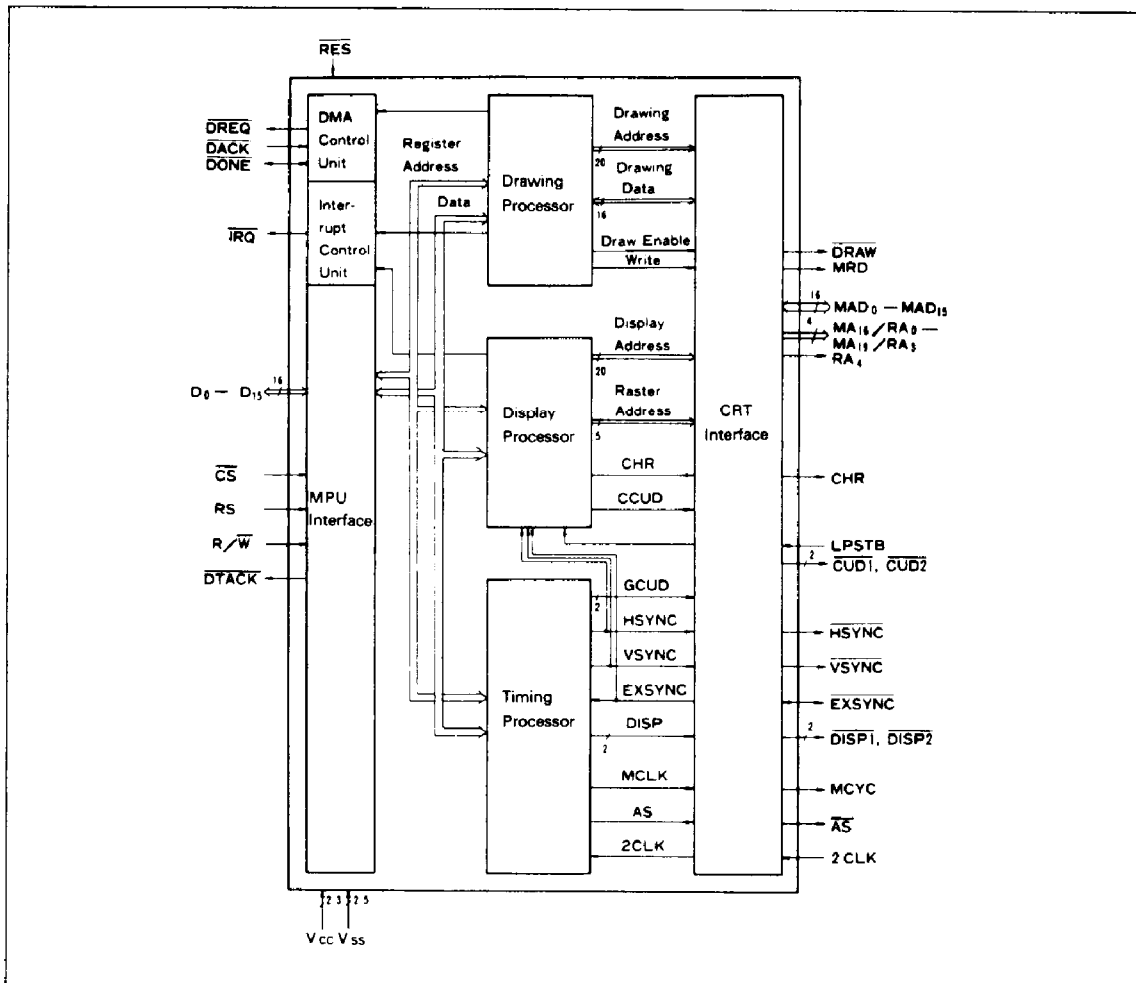 RES
DREQ
DACK
DONE
IRQ
D0 – D15
16
CS
RS
R/W
DTACK
DMA
Control
Unit
Inter-
rupt
Control
Unit
MPU
Interface
Register
Address
Data
Drawing
Processor
Display
Processor
Timing
Processor
Drawing
Address
20
Drawing
Data
16
Draw Enable
Write
Display
Address
20
Raster
Address
5
CHR
CCUD
GCUD
2
HSYNC
VSYNC
EXSYNC
DISP
2
MCLK
AS
2CLK
CRT
Interface
DRAW
MRD
16
MAD0 – MAD15
4
MA16/RA0 –
MA19/RA3
RA4
CHR
LPSTB
2
CUD1, CUD2
HSYNC
VSYNC
EXSYNC
2
DISP1, DISP2
MCYC
AS
2CLK
2 3
2 5
Vcc Vss